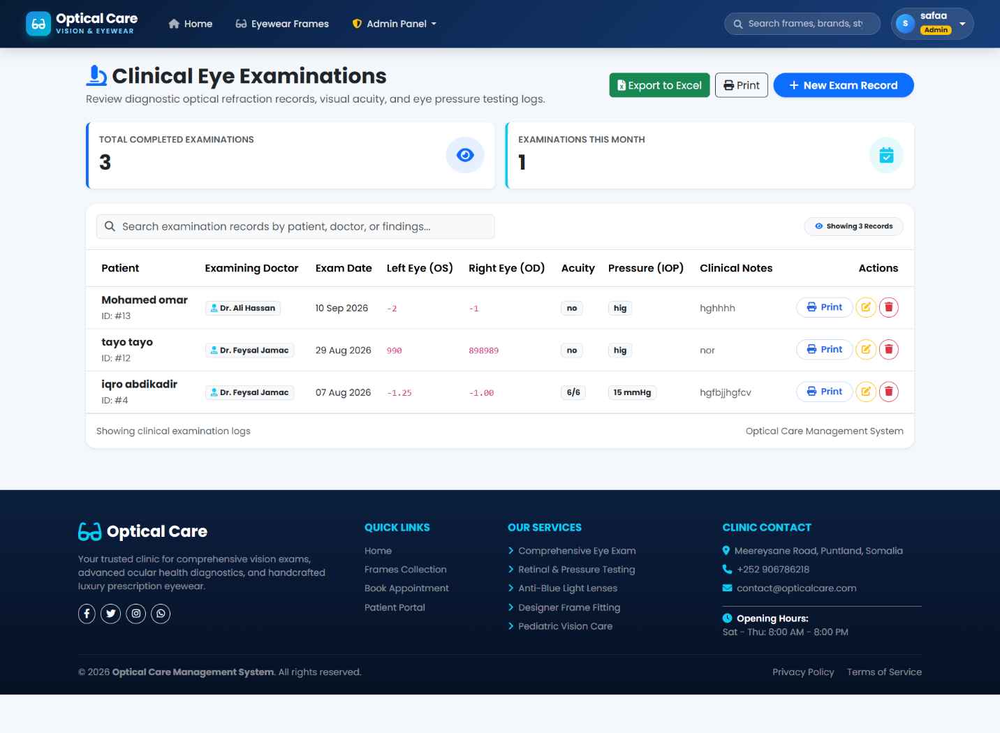 Optical Care
VISION & EYEWEAR
Home
Eyewear Frames
Admin Panel
Search frames, brands, sty
S
safaa
Admin
Clinical Eye Examinations
Review diagnostic optical refraction records, visual acuity, and eye pressure testing logs.
Export to Excel
Print
+ New Exam Record
TOTAL COMPLETED EXAMINATIONS
3
EXAMINATIONS THIS MONTH
1
Search examination records by patient, doctor, or findings...
Showing 3 Records
Patient Examining Doctor Exam Date Left Eye (OS) Right Eye (OD) Acuity Pressure (IOP) Clinical Notes Actions
Mohamed omar
ID: #13
Dr. Ali Hassan 10 Sep 2026 -2 -1 no hig hghhhh Print
tayo tayo
ID: #12
Dr. Feysal Jamac 29 Aug 2026 990 898989 no hig nor Print
iqro abdikadir
ID: #4
Dr. Feysal Jamac 07 Aug 2026 -1.25 -1.00 6/6 15 mmHg hgfbjjhgfcv Print
Showing clinical examination logs
Optical Care Management System
Optical Care
Your trusted clinic for comprehensive vision exams,
advanced ocular health diagnostics, and handcrafted
luxury prescription eyewear.
QUICK LINKS
Home
Frames Collection
Book Appointment
Patient Portal
OUR SERVICES
Comprehensive Eye Exam
Retinal & Pressure Testing
Anti-Blue Light Lenses
Designer Frame Fitting
Pediatric Vision Care
CLINIC CONTACT
Meereysane Road, Puntland, Somalia
+252 906786218
contact@opticalcare.com
Opening Hours:
Sat - Thu: 8:00 AM - 8:00 PM
© 2026 Optical Care Management System. All rights reserved.
Privacy Policy
Terms of Service